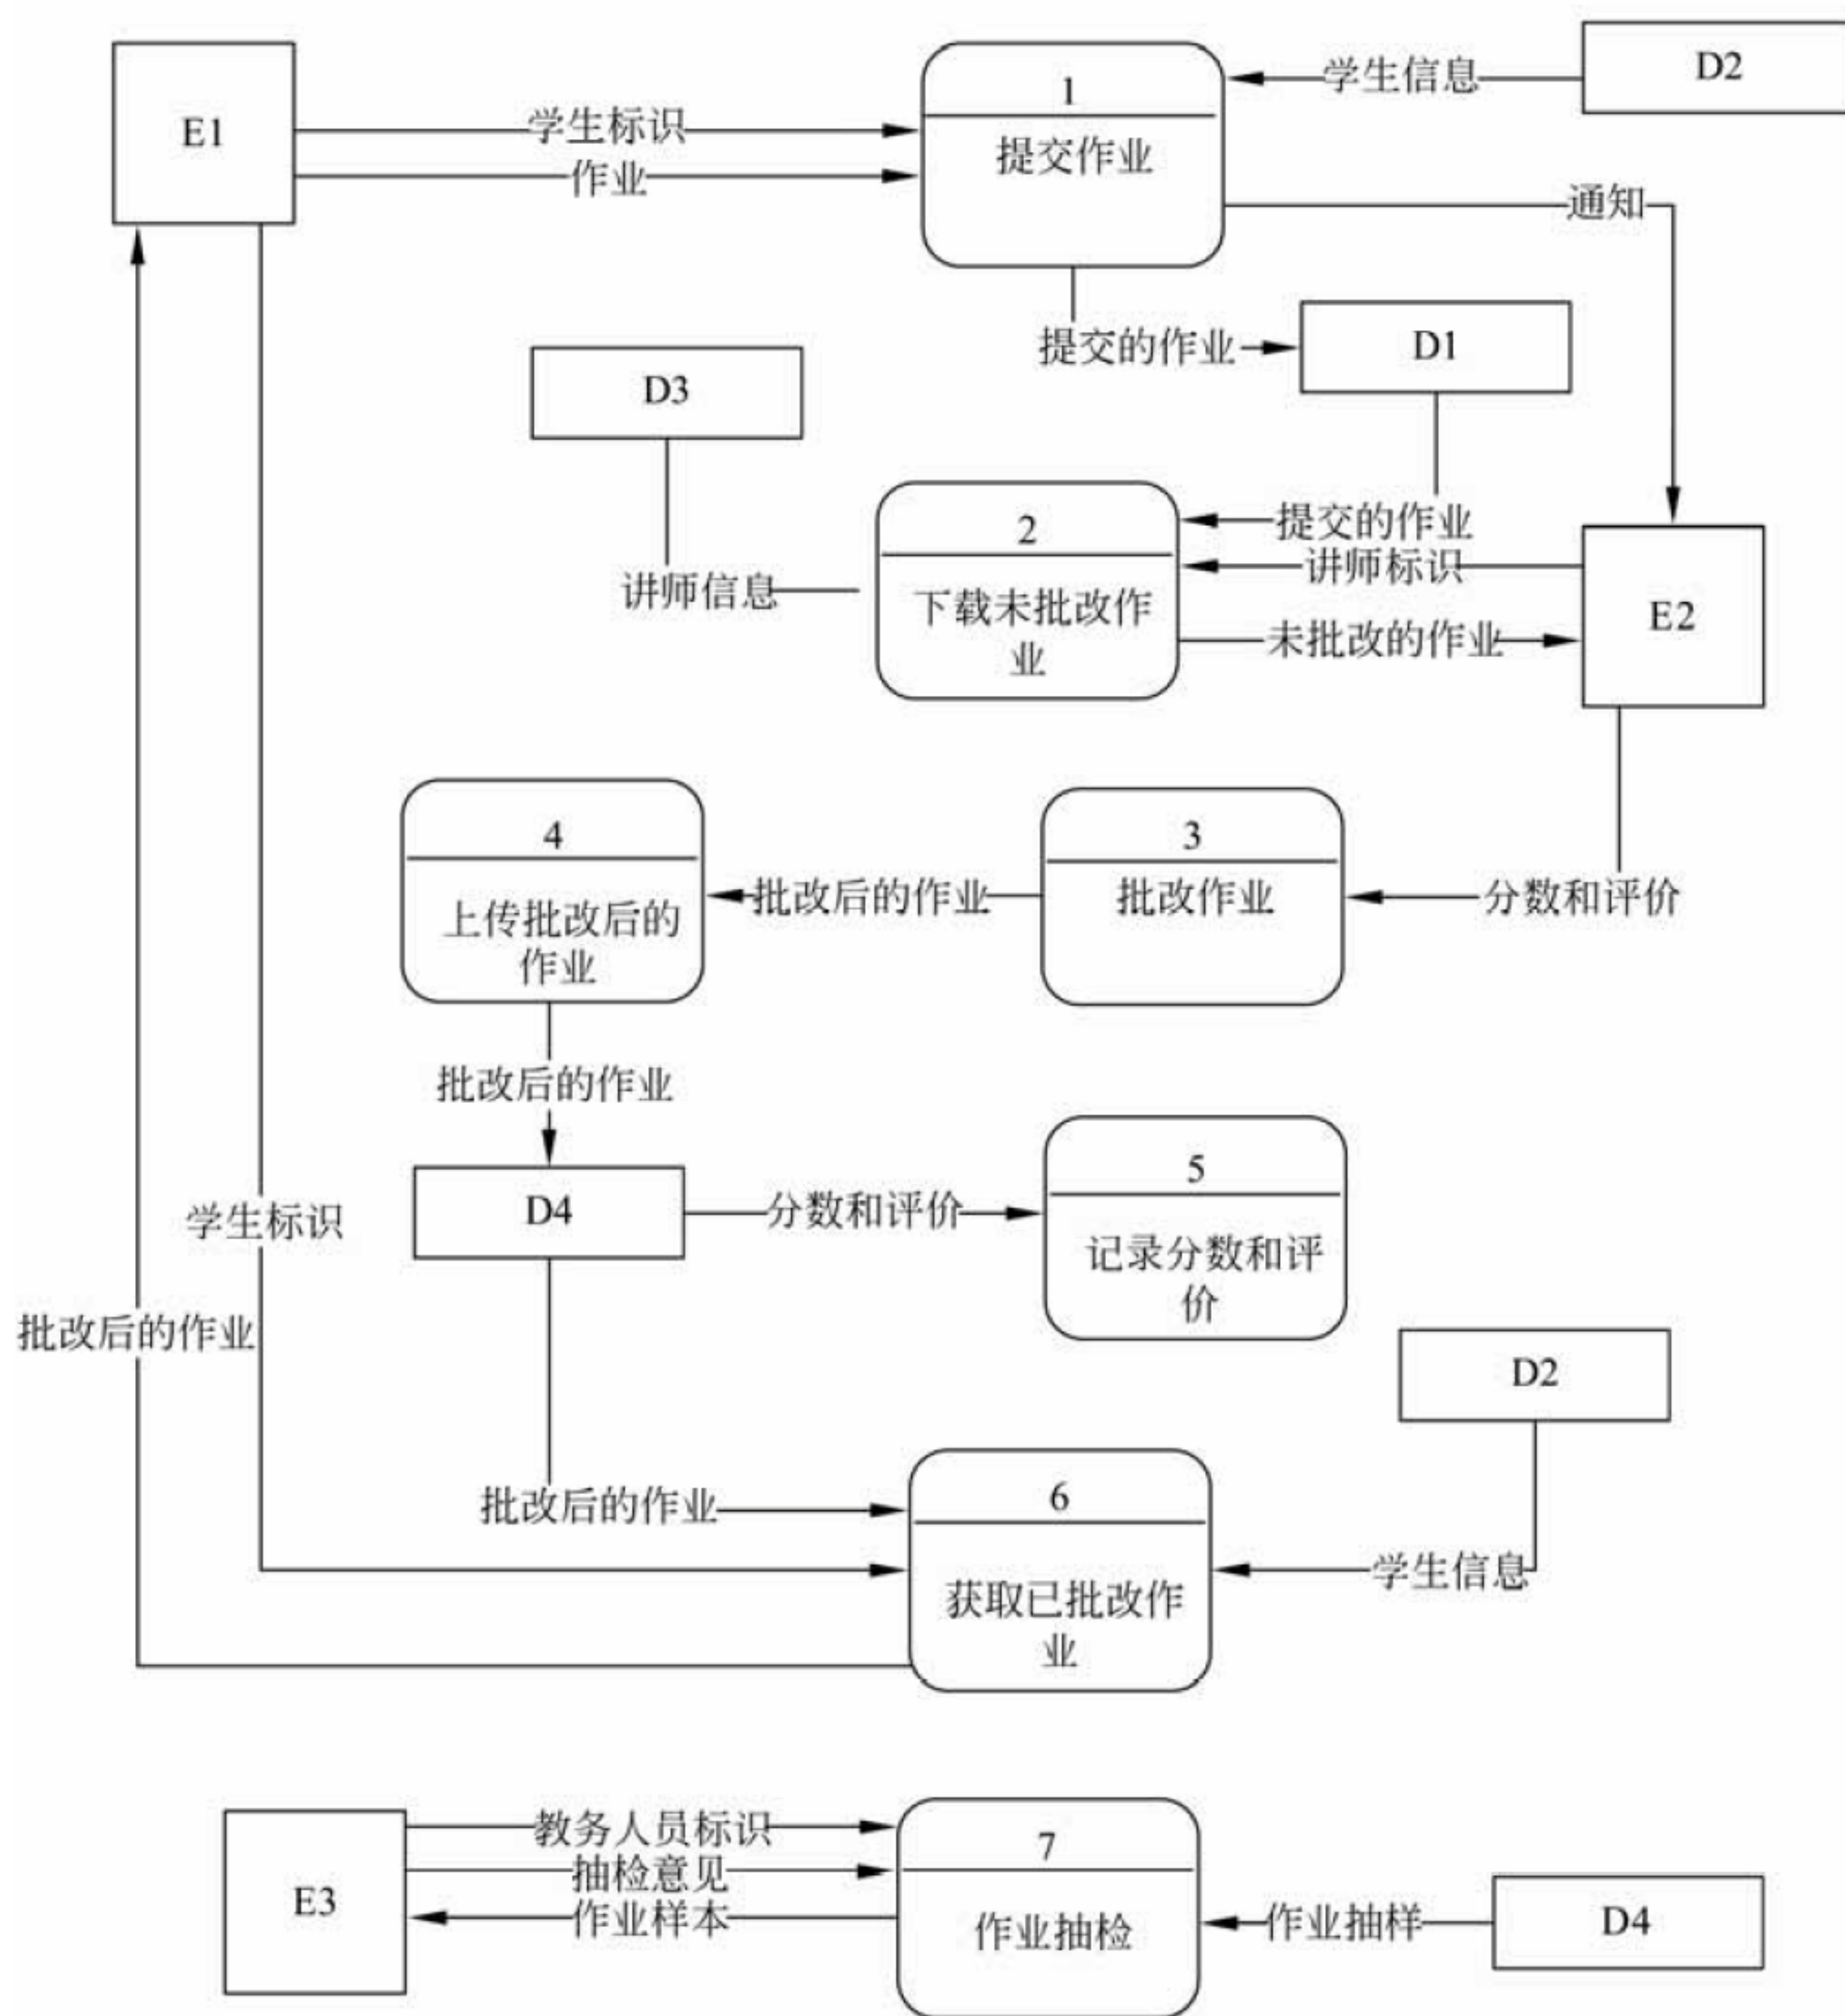 D2
学生信息
1
提交作业
E1
学生标识
作业
通知
提交的作业
D1
D3
提交的作业
讲师标识
2
下载未批改作
业
讲师信息
未批改的作业
E2
4
上传批改后的
作业
批改后的作业
3
批改作业
分数和评价
批改后的作业
D4
分数和评价
5
记录分数和评
价
学生标识
批改后的作业
D2
批改后的作业
6
获取已批改作
业
学生信息
E3
教务人员标识
抽检意见
作业样本
7
作业抽检
作业抽样
D4